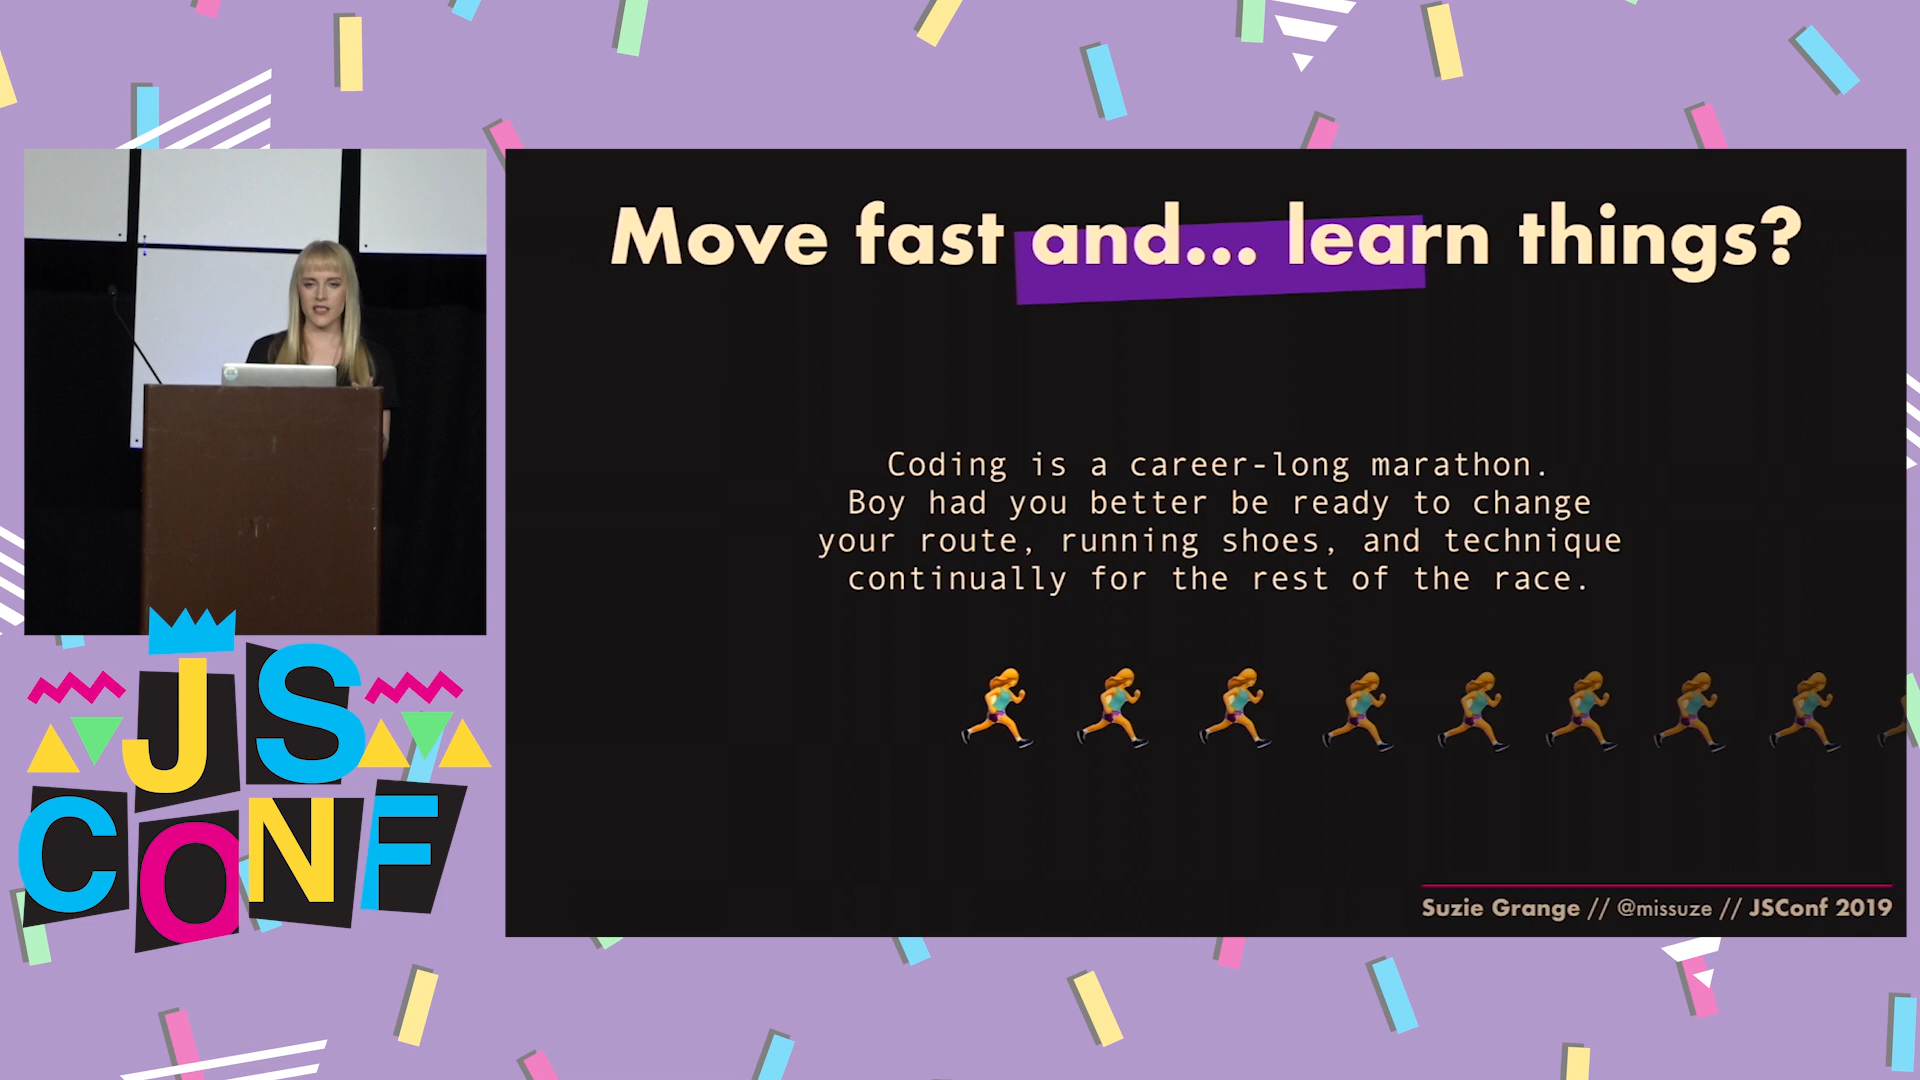 Move fast and... learn things?
Coding is a career-long marathon.
Boy had you better be ready to change
your route, running shoes, and technique
continually for the rest of the race.
Suzie Grange // @missuze // JSConf 2019
JS
CONF